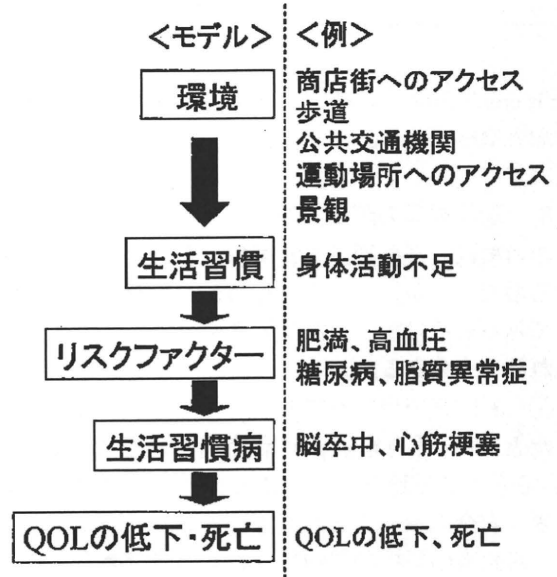 ＜モデル＞
＜例＞
環境
商店街へのアクセス
歩道
公共交通機関
運動場所へのアクセス
景観
生活習慣
身体活動不足
リスクファクター
肥満、高血圧
糖尿病、脂質異常症
生活習慣病
脳卒中、心筋梗塞
QOLの低下・死亡
QOLの低下、死亡